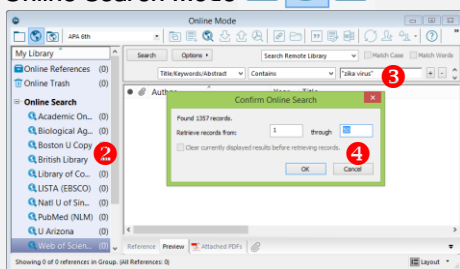 Online Search Mode
Online Mode
APA 6th
My Library
Search Options Search Remote Library Match Case Match Words
Online References (0)
Online Trash (0)
Title/Keywords/Abstract Contains "zika virus"
3
Online Search
Academic On... (0)
Biological Ag... (0)
Boston U Copy (0)
British Library (0)
Library of Co... (0)
LISTA (EBSCO) (0)
Natl U of Sin... (0)
PubMed (NLM) (0)
U Arizona (0)
Web of Scien... (0)
2
Confirm Online Search
Found 1357 records.
Retrieve records from: 1 through
Clear currently displayed results before retrieving records.
4
OK Cancel
Reference Preview Attached PDFs
Showing 0 of 0 references in Group. (All References: 0) Layout